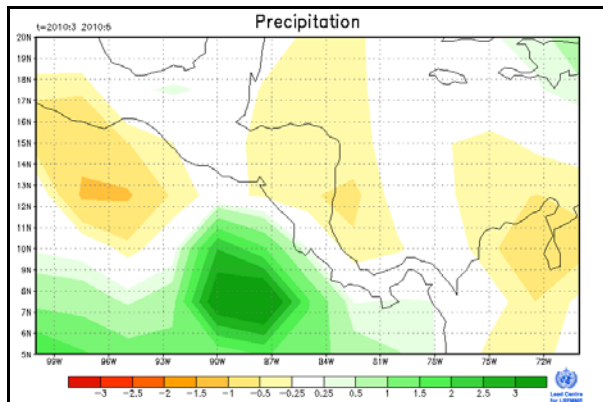 Precipitation
t=2010:3 2010:5
20N
19N
18N
17N
16N
15N
14N
13N
12N
11N
10N
9N
8N
7N
6N
5N
99W 96W 93W 90W 87W 84W 81W 78W 75W 72W
-3 -2.5 -2 -1.5 -1 -0.5 -0.25 0.25 0.5 1 1.5 2 2.5 3
Lead Centre
for LRFMME